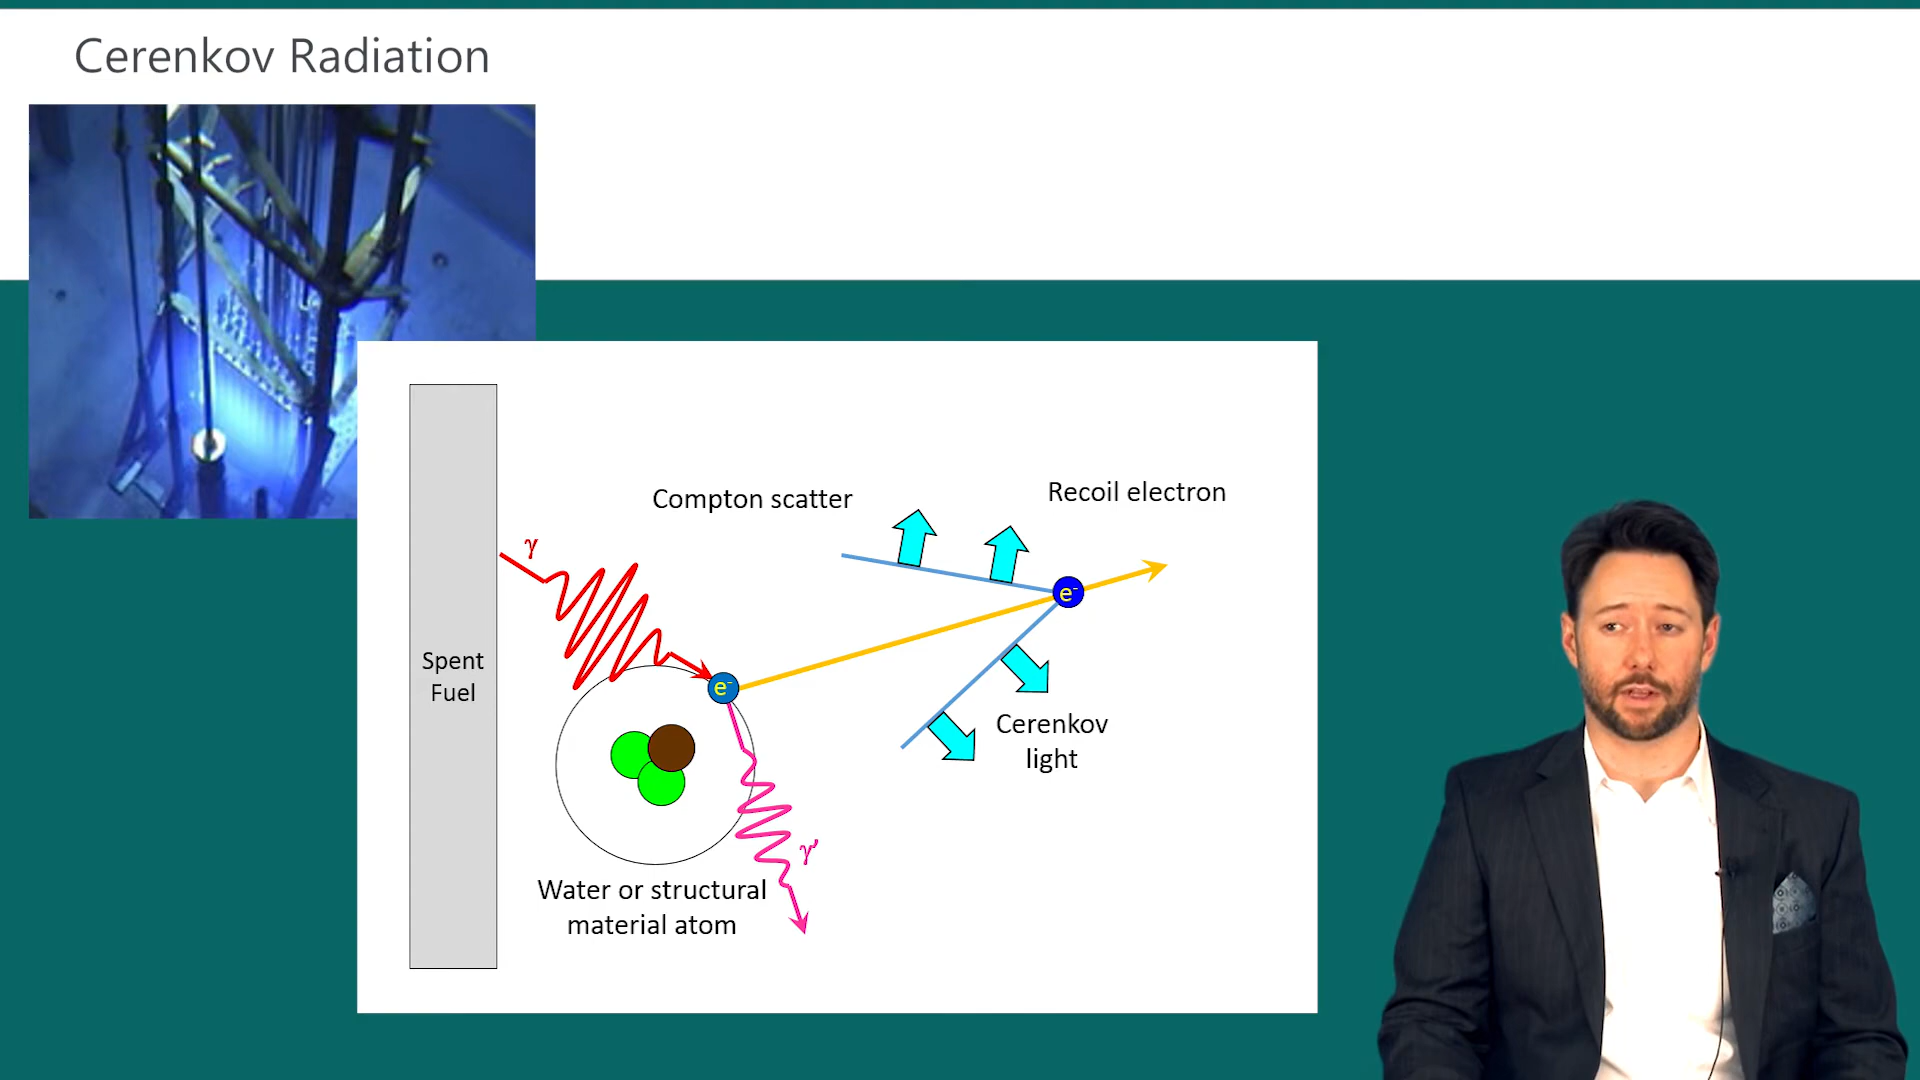 Cerenkov Radiation
Compton scatter
Recoil electron
γ
e⁻
Spent
Fuel
e⁻
Cerenkov
light
γ'
Water or structural
material atom